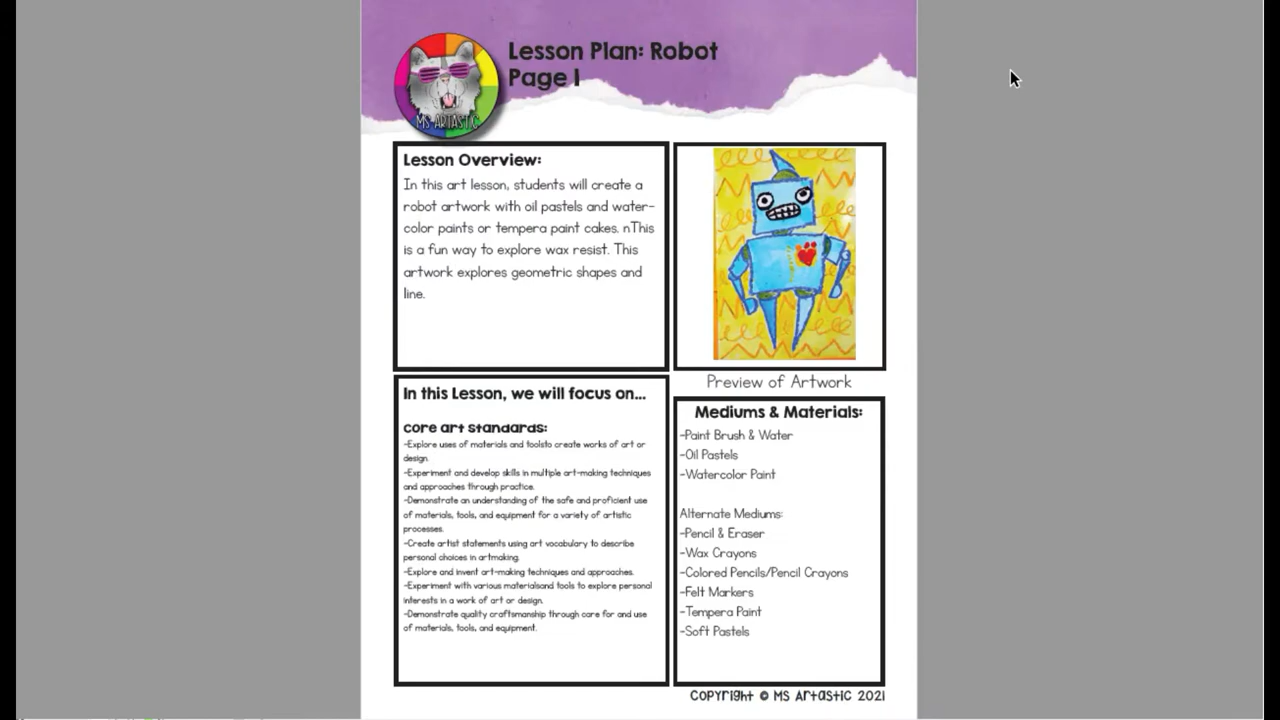 Lesson Plan: Robot
Page 1
MS ARTASTIC
Lesson Overview:
In this art lesson, students will create a
robot artwork with oil pastels and water-
color paints or tempera paint cakes. nThis
is a fun way to explore wax resist. This
artwork explores geometric shapes and
line.
Preview of Artwork
In this Lesson, we will focus on...
core art standards:
-Explore uses of materials and toolsto create works of art or
design.
-Experiment and develop skills in multiple art-making techniques
and approaches through practice.
-Demonstrate an understanding of the safe and proficient use
of materials, tools, and equipment for a variety of artistic
processes.
-Create artist statements using art vocabulary to describe
personal choices in artmaking.
-Explore and invent art-making techniques and approaches.
-Experiment with various materialsand tools to explore personal
interests in a work of art or design.
-Demonstrate quality craftsmanship through care for and use
of materials, tools, and equipment.
Mediums & Materials:
-Paint Brush & Water
-Oil Pastels
-Watercolor Paint
Alternate Mediums:
-Pencil & Eraser
-Wax Crayons
-Colored Pencils/Pencil Crayons
-Felt Markers
-Tempera Paint
-Soft Pastels
Copyright © MS Artastic 2021